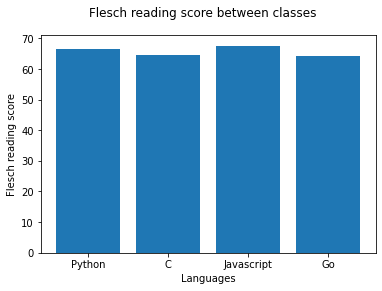 Flesch reading score between classes
70
60
50
40
30
20
10
0
Flesch reading score
Python C Javascript Go
Languages